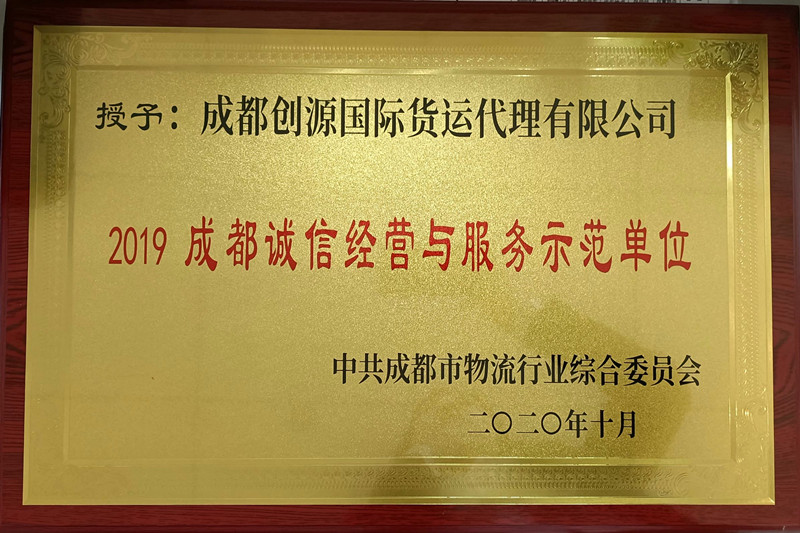 授予：成都创源国际货运代理有限公司
2019 成都诚信经营与服务示范单位
中共成都市物流行业综合委员会
二〇二〇年十月